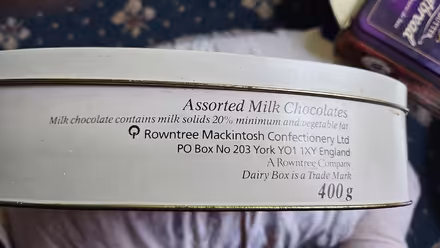 Assorted Milk Chocolates
Milk chocolate contains milk solids 20% minimum and vegetable fat
Rowntree Mackintosh Confectionery Ltd
PO Box No 203 York YO1 1XY England
A Rowntree Company
Dairy Box is a Trade Mark
400g